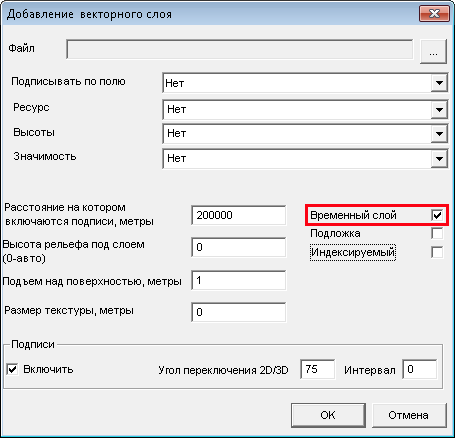 Добавление векторного слоя
Файл
...
Подписывать по полю
Нет
Ресурс
Нет
Высоты
Нет
Значимость
Нет
Расстояние на котором
включаются подписи, метры
200000
Временный слой
Подложка
Высота рельефа под слоем
(0-авто)
0
Индексируемый
Подъем над поверхностью, метры
1
Размер текстуры, метры
0
Подписи
Включить
Угол переключения 2D/3D
75
Интервал
0
OK
Отмена